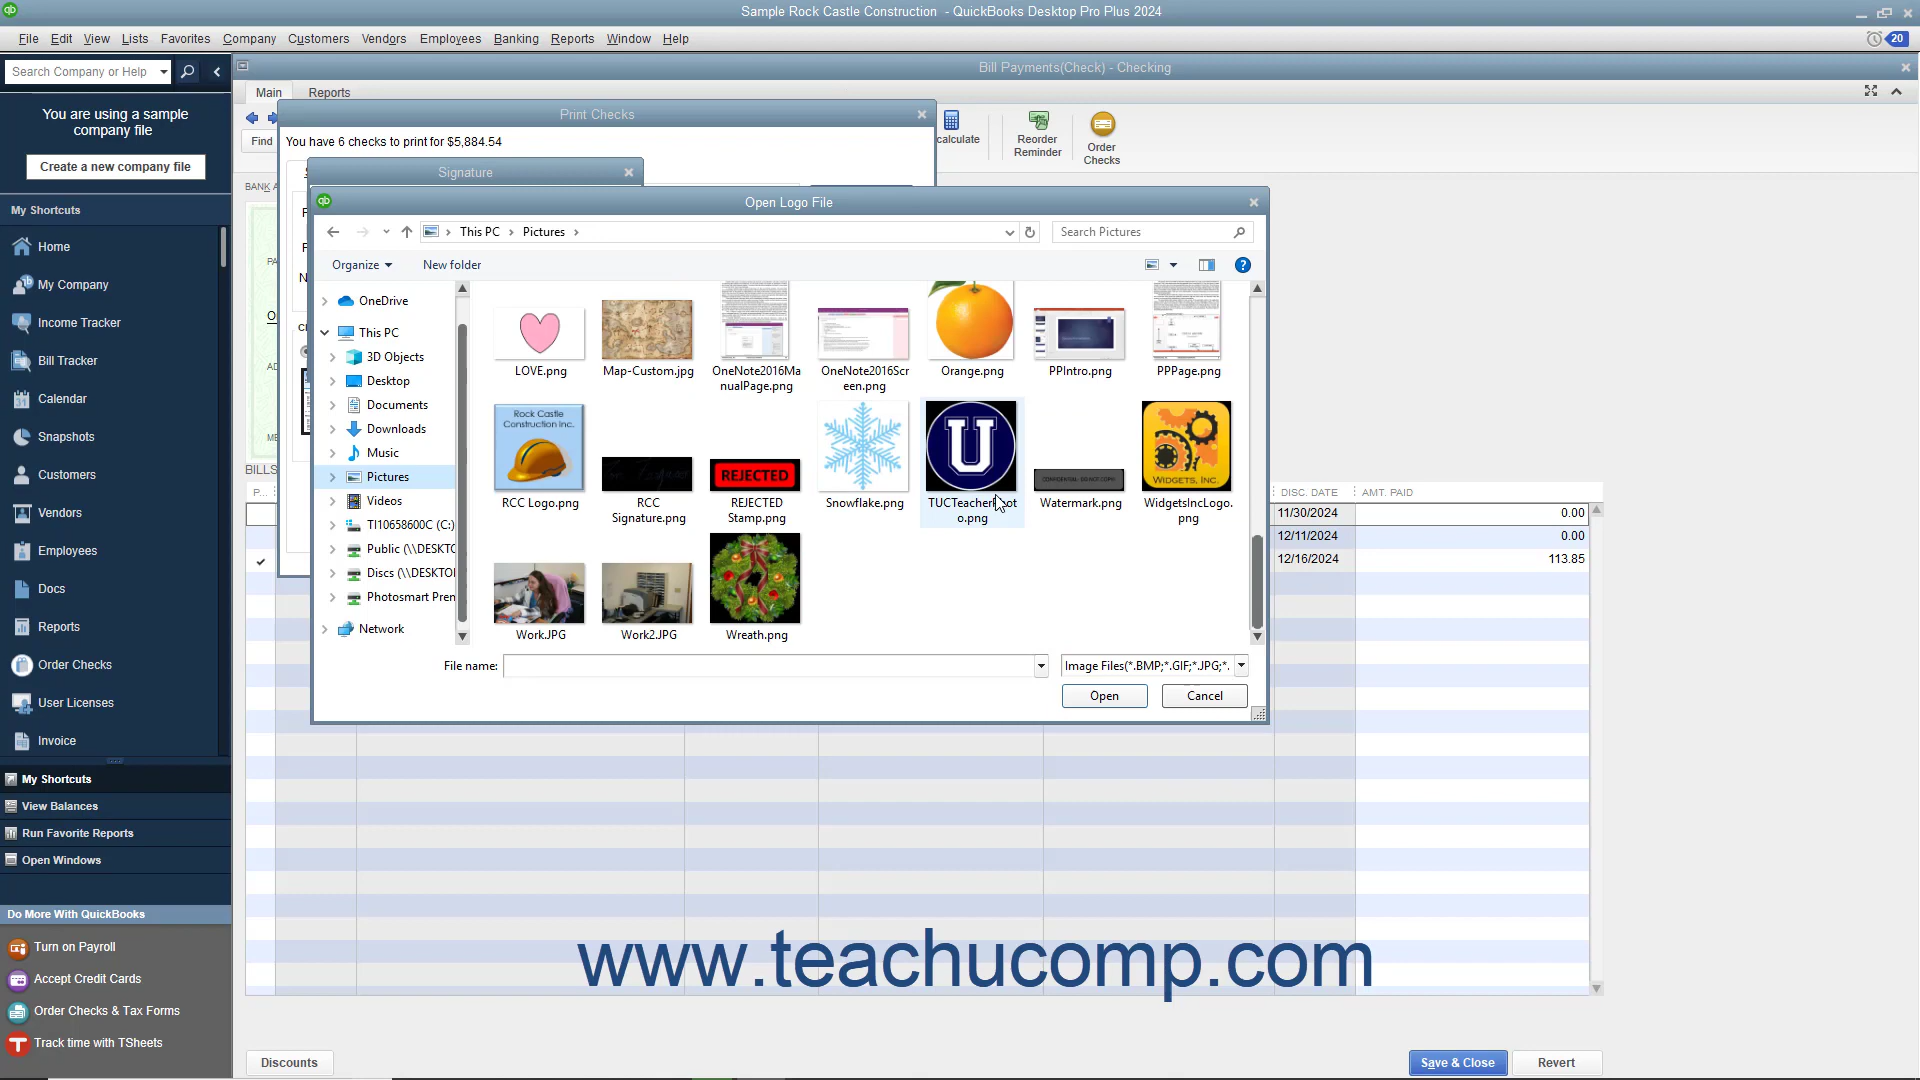 Sample Rock Castle Construction - QuickBooks Desktop Pro Plus 2024
File Edit View Lists Favorites Company Customers Vendors Employees Banking Reports Window Help
20
Search Company or Help
Bill Payments(Check) - Checking
You are using a sample
company file
Create a new company file
Main Reports
Find
Print Checks
You have 6 checks to print for $5,884.54
Signature
calculate
Reorder
Reminder
Order
Checks
BANK A
Open Logo File
This PC Pictures
Search Pictures
Organize New folder
OneDrive
This PC
3D Objects
Desktop
Documents
Downloads
Music
Pictures
Videos
TI10658600C (C:)
Public (\\DESKTO
Discs (\\DESKTO
Photosmart Pren
Network
LOVE.png
Map-Custom.jpg
OneNote2016Ma
nualPage.png
OneNote2016Scr
een.png
Orange.png
PPIntro.png
PPPage.png
Rock Castle
Construction Inc.
RCC Logo.png
RCC
Signature.png
REJECTED
REJECTED
Stamp.png
Snowflake.png
U
o.png
Watermark.png
WIDGETS, INC.
WidgetsIncLogo.
png
Work.JPG
Work2.JPG
Wreath.png
File name:
Image Files(*.BMP;*.GIF;*.JPG;*.
Open Cancel
My Shortcuts
Home
My Company
Income Tracker
Bill Tracker
Calendar
Snapshots
Customers
Vendors
Employees
Docs
Reports
Order Checks
User Licenses
Invoice
My Shortcuts
View Balances
Run Favorite Reports
Open Windows
Do More With QuickBooks
Turn on Payroll
Accept Credit Cards
Order Checks & Tax Forms
Track time with TSheets
BILLS
P...
DISC. DATE AMT. PAID
11/30/2024 0.00
12/11/2024 0.00
12/16/2024 113.85
www.teachucomp.com
Discounts
Save & Close Revert